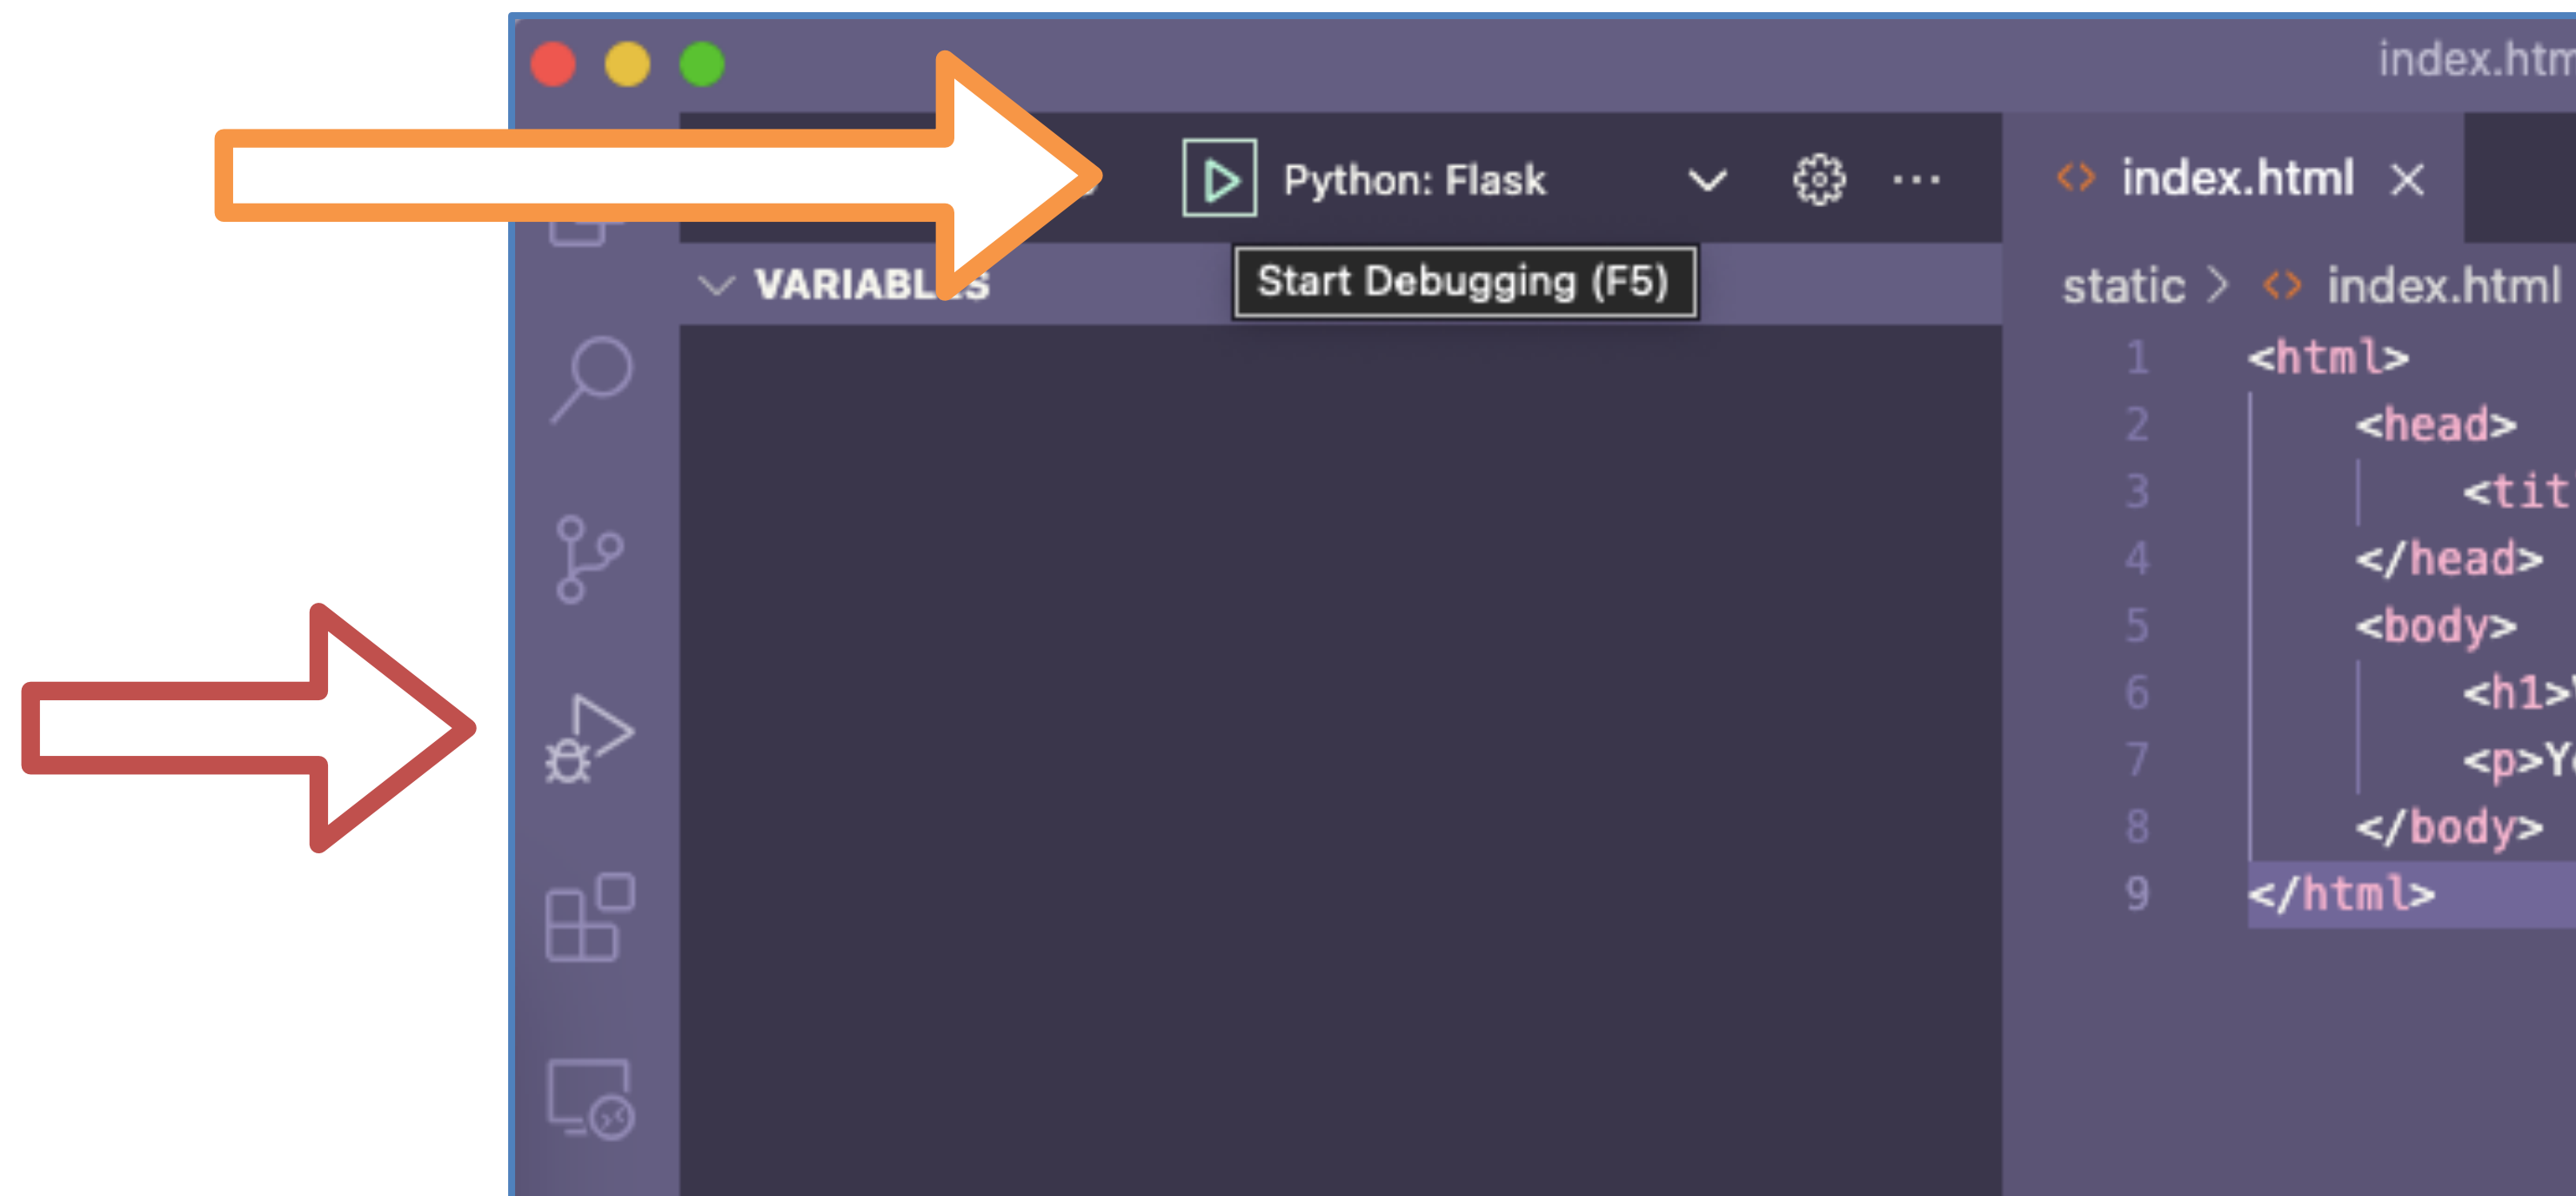 index.htm
Python: Flask
index.html
VARIABLES
Start Debugging (F5)
static > index.html
1 <html>
2 <head>
3 <tit
4 </head>
5 <body>
6 <h1>
7 <p>Y
8 </body>
9 </html>